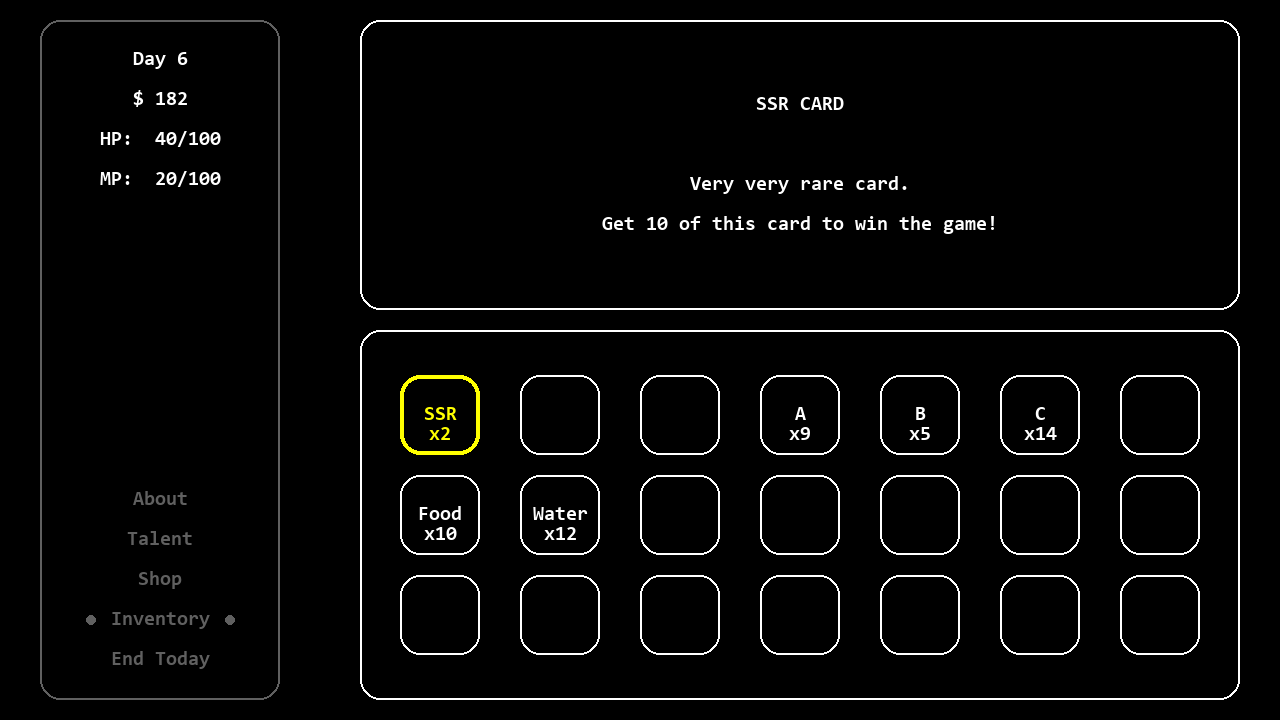 Day 6
$ 182
HP: 40/100
MP: 20/100
About
Talent
Shop
Inventory
End Today
SSR CARD
Very very rare card.
Get 10 of this card to win the game!
SSR
x2
A
x9
B
x5
C
x14
Food
x10
Water
x12